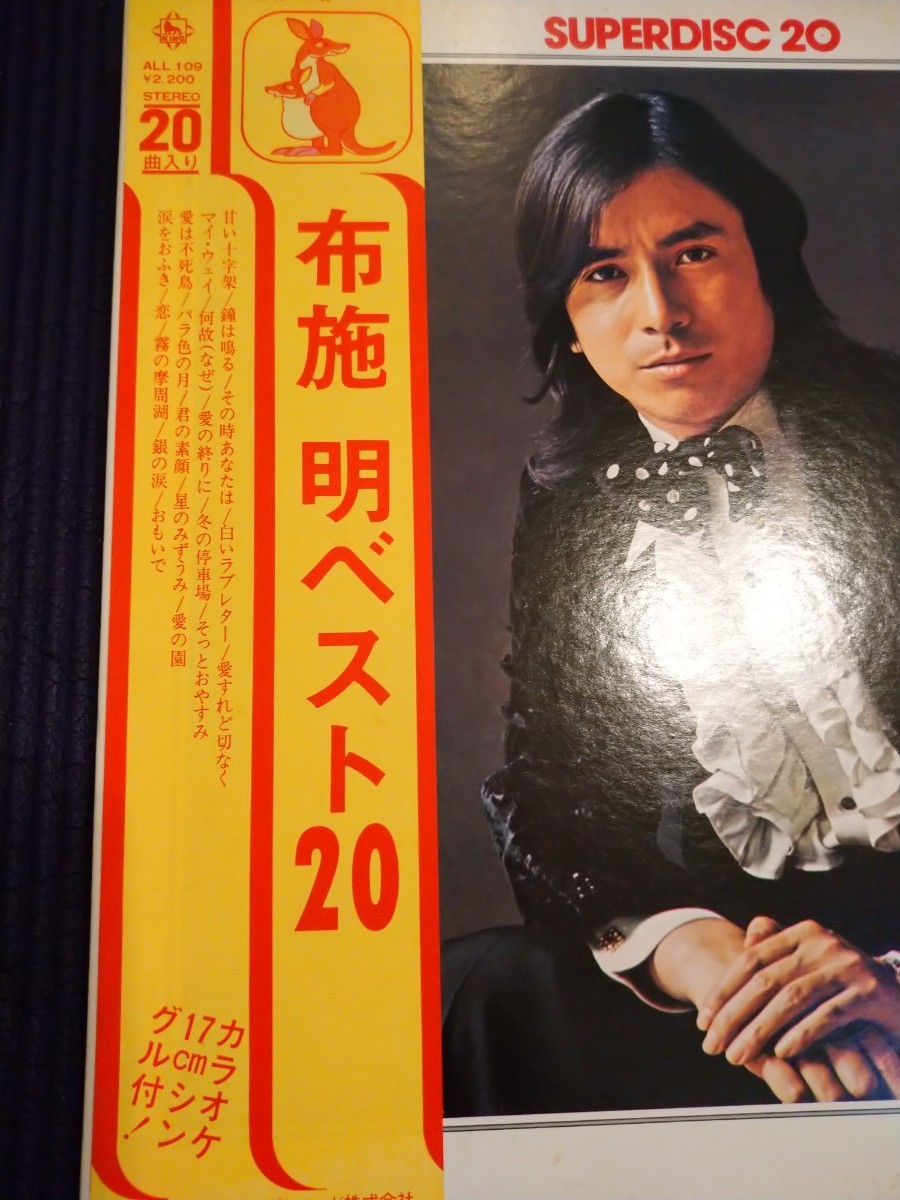 KING
ALL 109
¥2,200
STEREO
20
曲入り
SUPERDISC 20
布施 明ベスト20
甘い十字架/鐘は鳴る/その時あなたは/白いラブレター/愛すれど切なく
マイ・ウェイ/何故(なぜ)/愛の終りに/冬の停車場/そっとおやすみ
愛は不死鳥/バラ色の月/君の素顔/星のみずうみ/愛の園
涙をおふき/恋/霧の摩周湖/銀の涙/おもいで
カラオケ
17cmシン
グル付!
ド株式会社